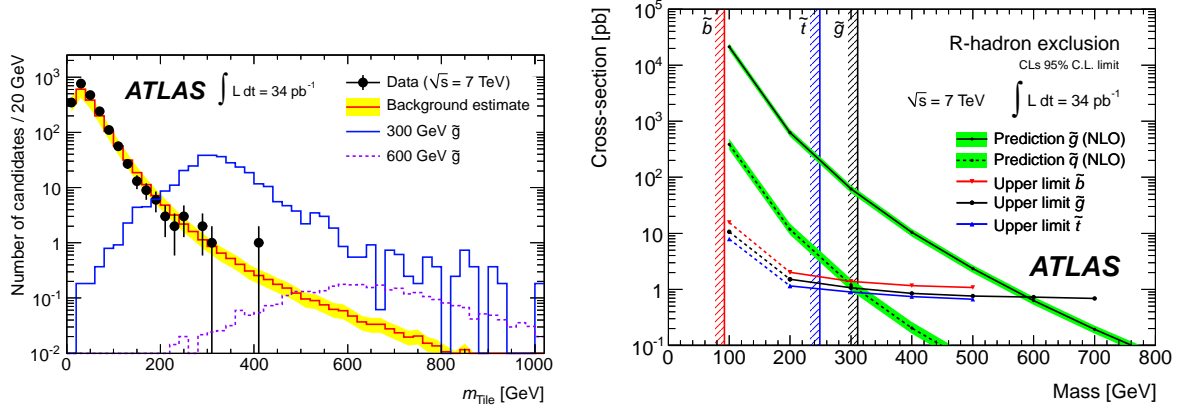 ATLAS ∫ L dt = 34 pb⁻¹
Data (√s = 7 TeV)
Background estimate
300 GeV g̃
600 GeV g̃
Number of candidates / 20 GeV
10³
10²
10
1
10⁻¹
10⁻²
0 200 400 600 800 1000
m_Tile [GeV]
b̃ t̃ g̃
R-hadron exclusion
CLs 95% C.L. limit
√s = 7 TeV ∫ L dt = 34 pb⁻¹
Prediction g̃ (NLO)
Prediction q̃ (NLO)
Upper limit b̃
Upper limit g̃
Upper limit t̃
ATLAS
Cross-section [pb]
10⁵
10⁴
10³
10²
10
1
10⁻¹
0 100 200 300 400 500 600 700 800
Mass [GeV]